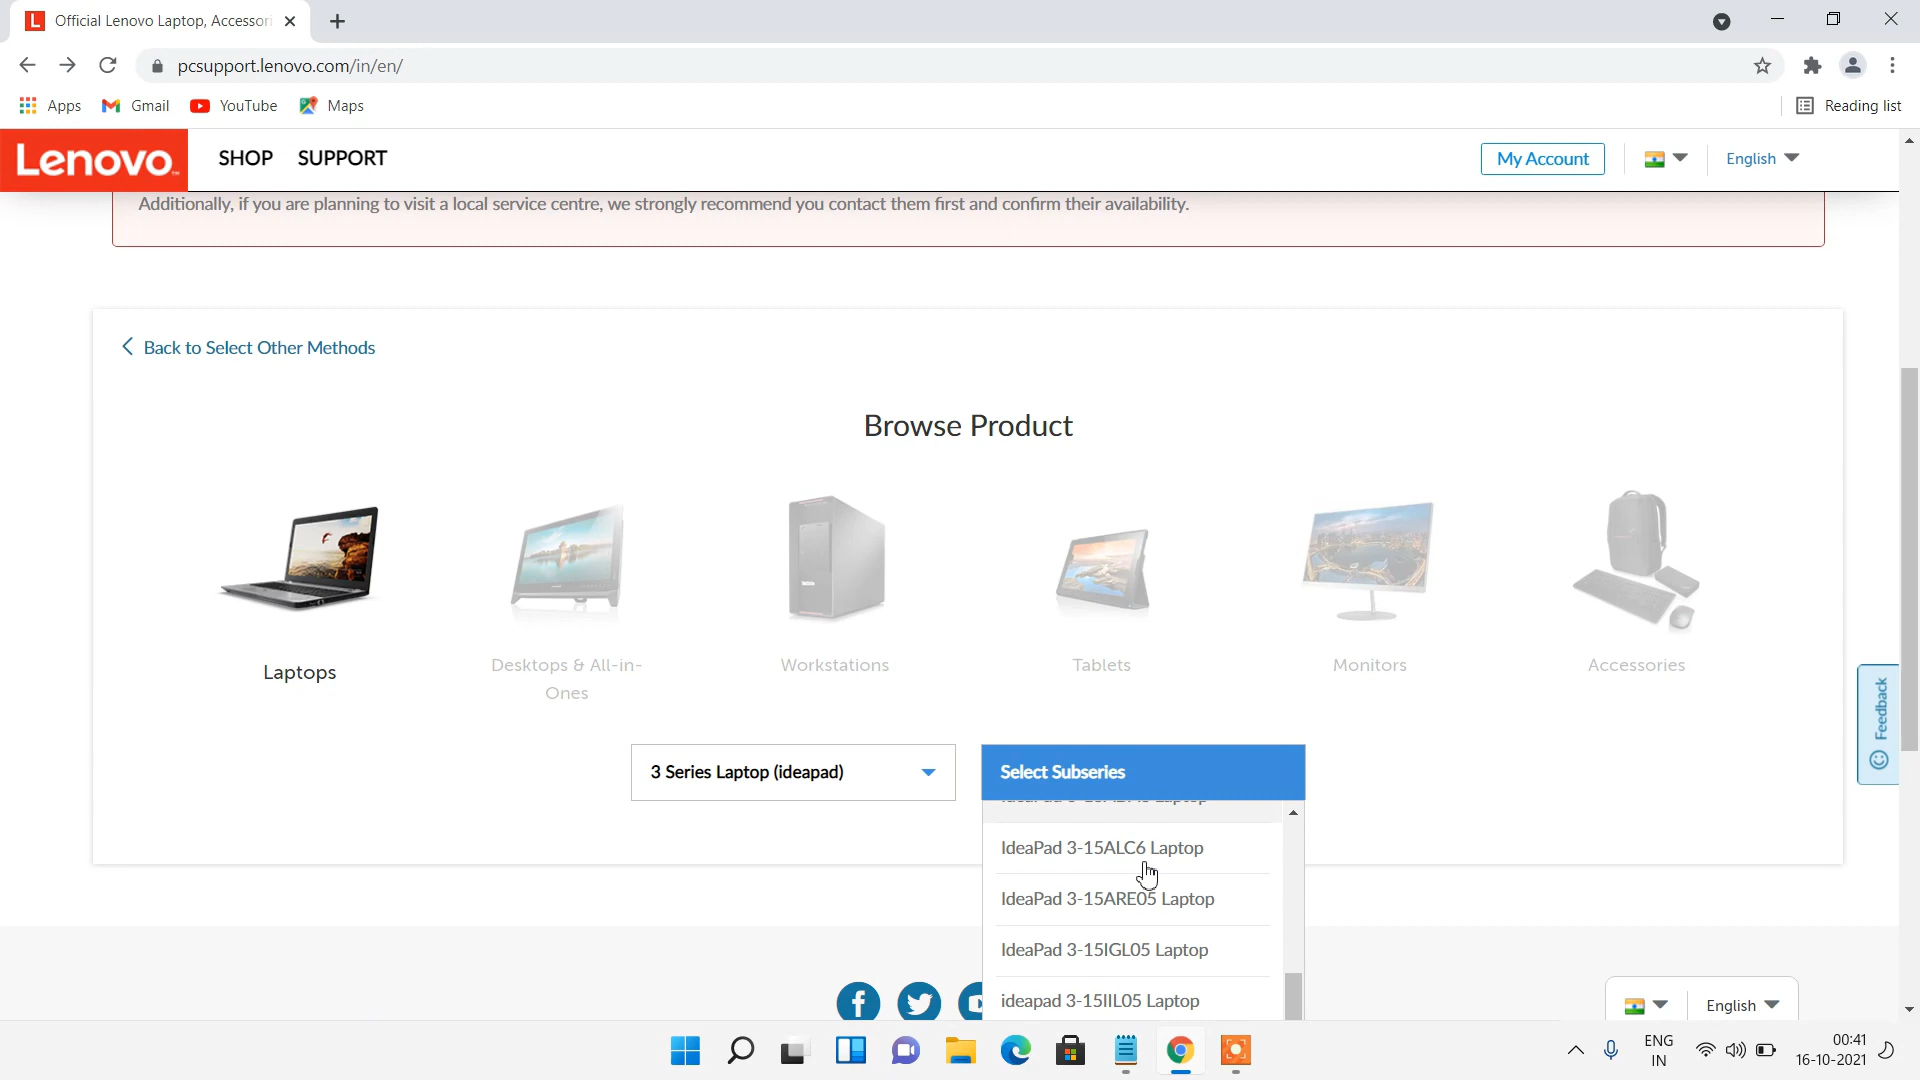 Official Lenovo Laptop, Accessori
pcsupport.lenovo.com/in/en/
Apps
Gmail
YouTube
Maps
Reading list
Lenovo
SHOP
SUPPORT
My Account
English
Additionally, if you are planning to visit a local service centre, we strongly recommend you contact them first and confirm their availability.
Back to Select Other Methods
Browse Product
Laptops
Desktops & All-in-
Ones
Workstations
Tablets
Monitors
Accessories
Feedback
3 Series Laptop (ideapad)
Select Subseries
IdeaPad 3-15ALC6 Laptop
IdeaPad 3-15ARE05 Laptop
IdeaPad 3-15IGL05 Laptop
ideapad 3-15IIL05 Laptop
English
ENG
IN
00:41
16-10-2021